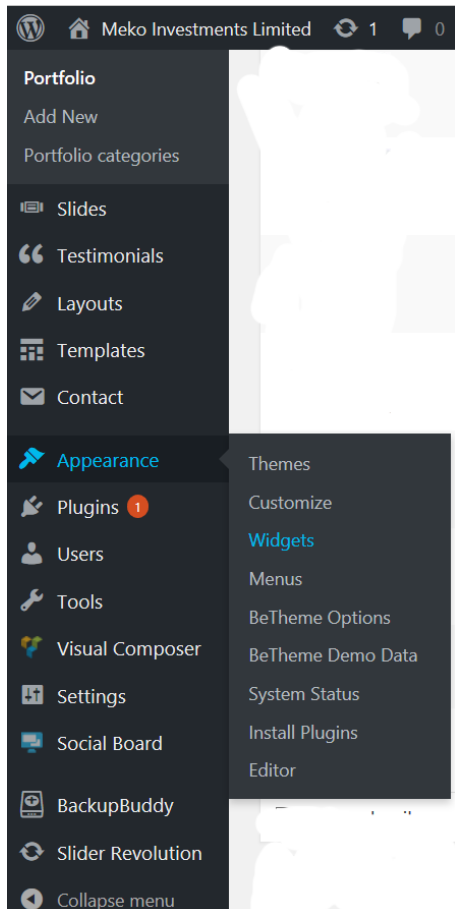 Meko Investments Limited 1 0
Portfolio
Add New
Portfolio categories
Slides
Testimonials
Layouts
Templates
Contact
Appearance
Plugins 1
Users
Tools
Visual Composer
Settings
Social Board
BackupBuddy
Slider Revolution
Collapse menu
Themes
Customize
Widgets
Menus
BeTheme Options
BeTheme Demo Data
System Status
Install Plugins
Editor